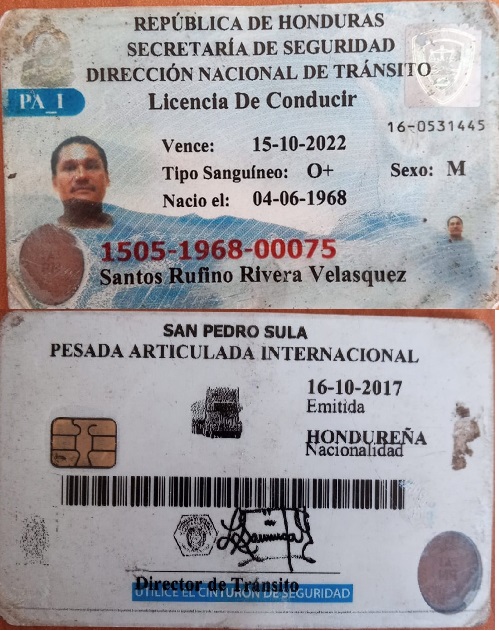 REPÚBLICA DE HONDURAS
SECRETARÍA DE SEGURIDAD
DIRECCIÓN NACIONAL DE TRÁNSITO
PA_I
Licencia De Conducir
16-0531445
Vence: 15-10-2022
Tipo Sanguíneo: O+ Sexo: M
Nacio el: 04-06-1968
1505-1968-00075
Santos Rufino Rivera Velasquez
SAN PEDRO SULA
PESADA ARTICULADA INTERNACIONAL
16-10-2017
Emitida
HONDUREÑA
Nacionalidad
Director de Tránsito
UTILICE EL CINTURON DE SEGURIDAD